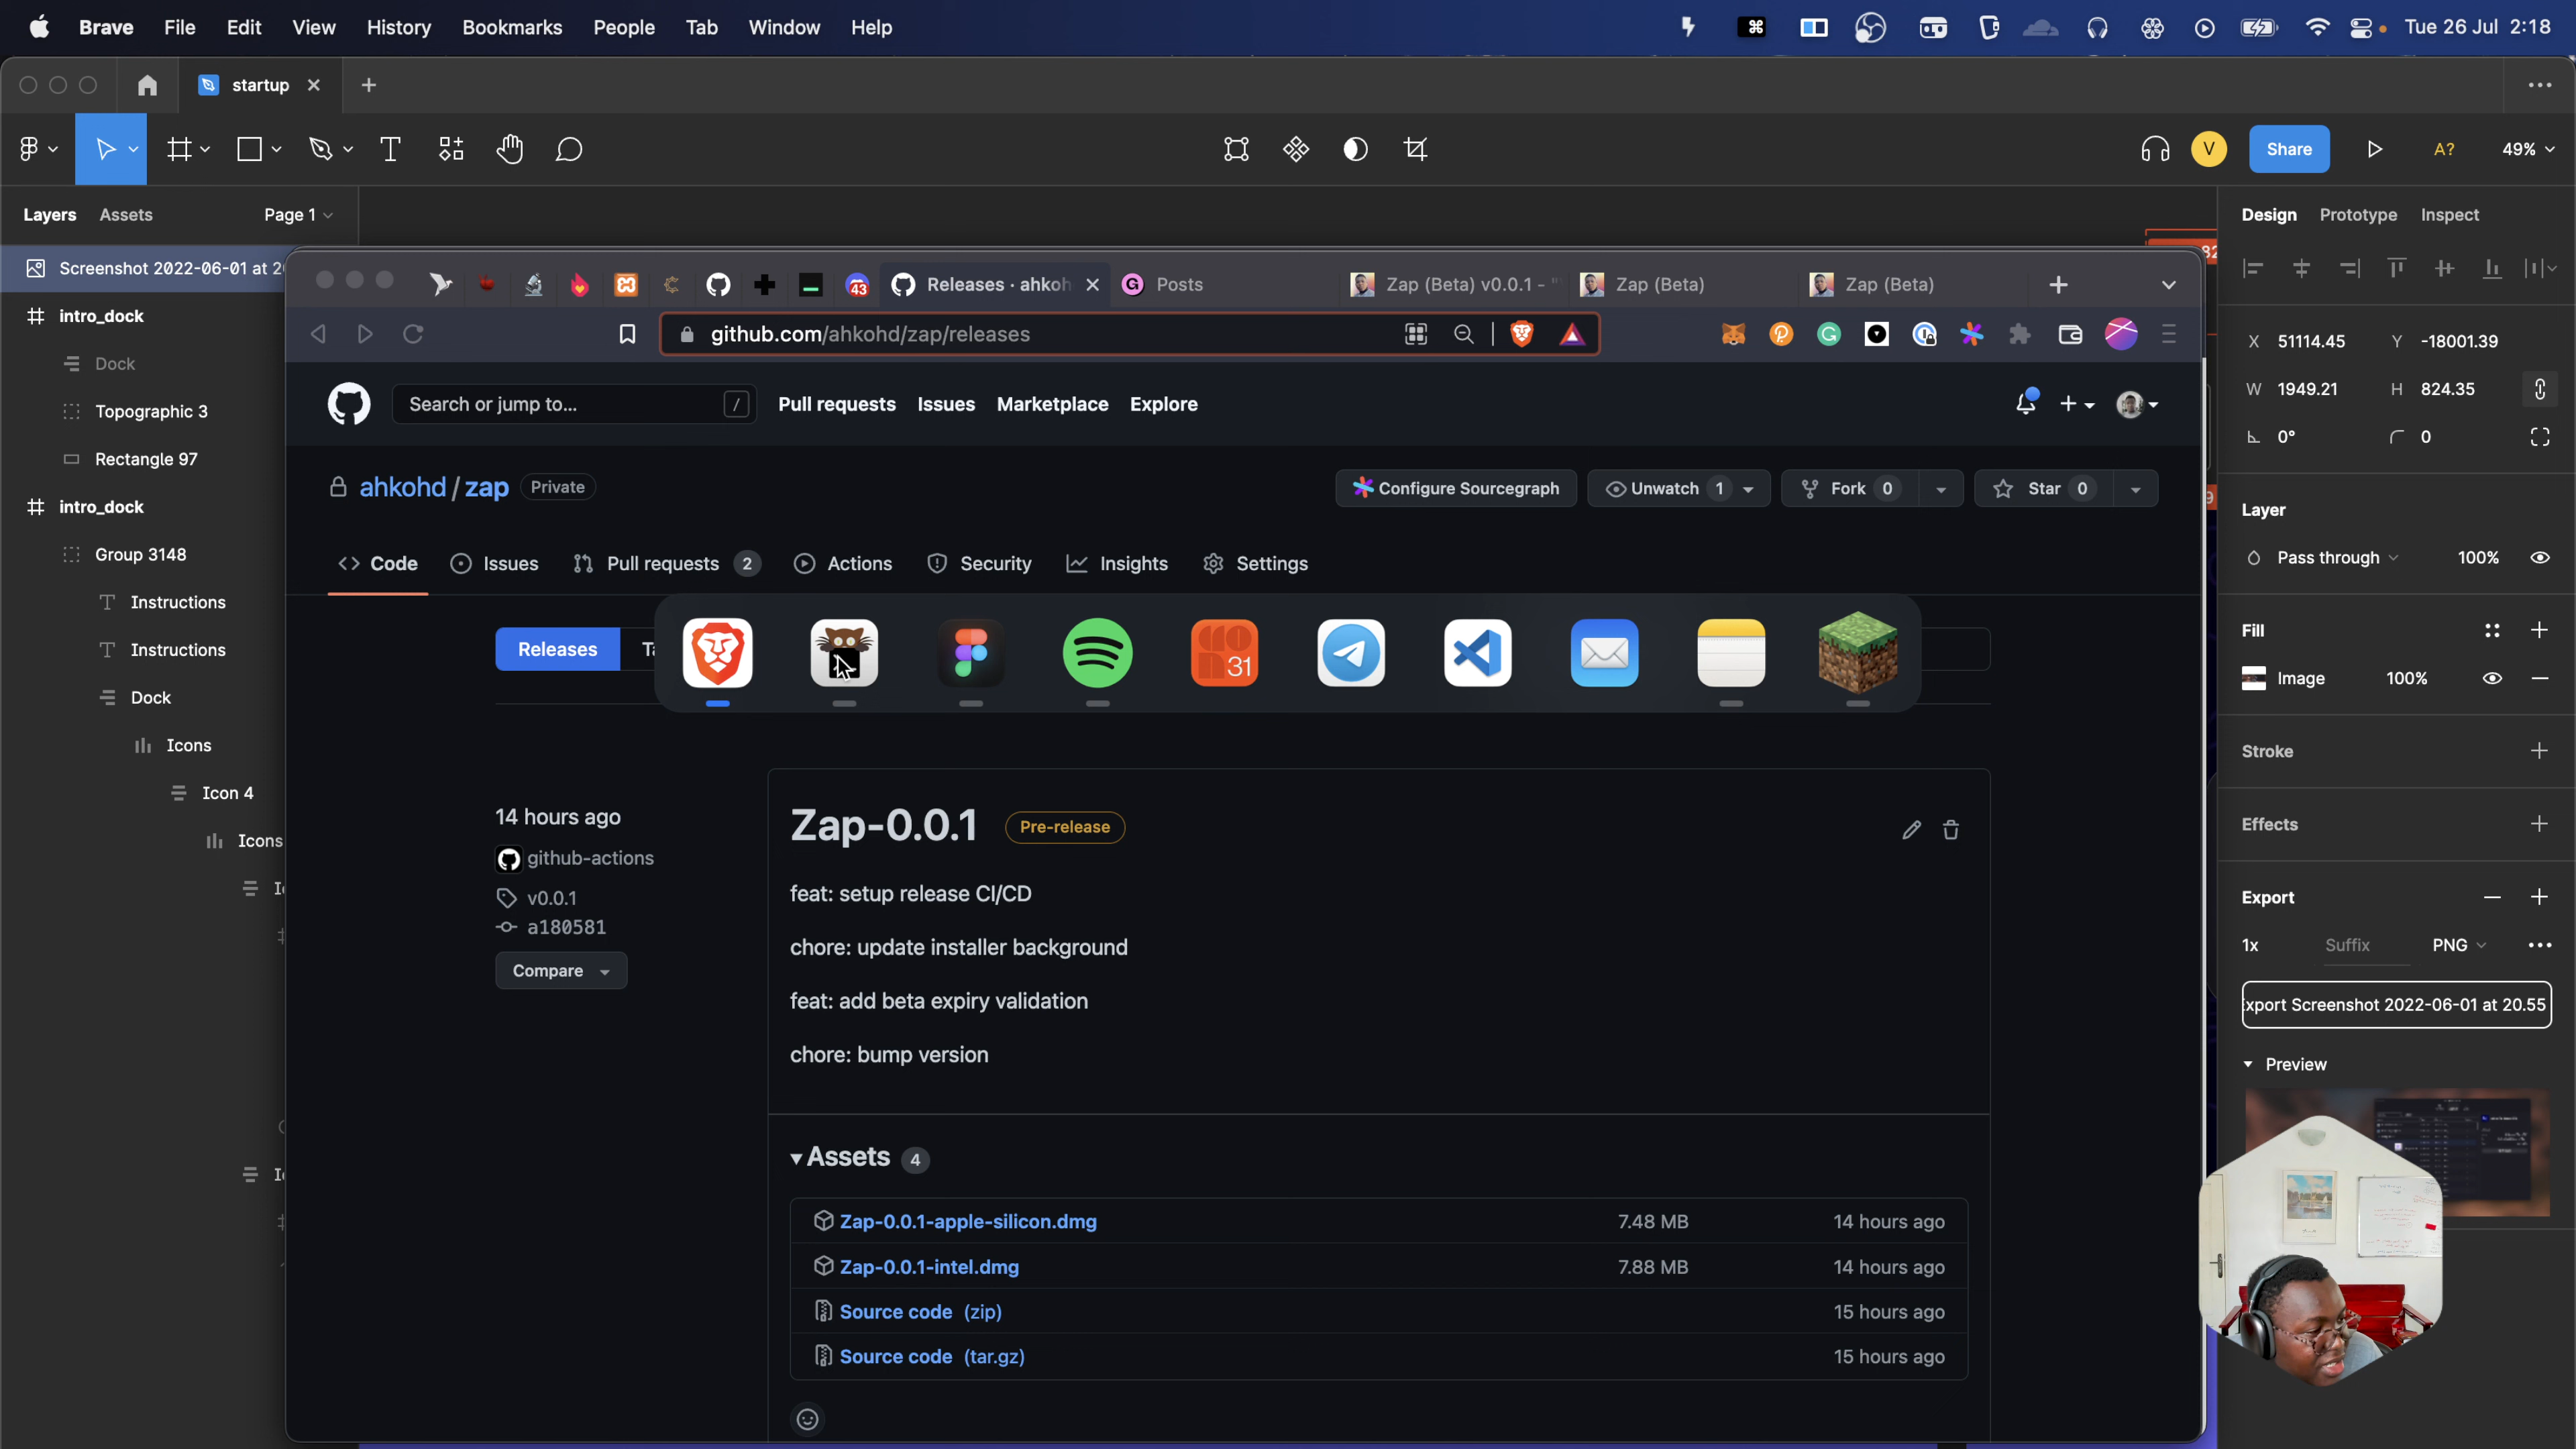 Brave File Edit View History Bookmarks People Tab Window Help
Tue 26 Jul 2:18
startup
Share
V
A?
49%
Layers Assets Page 1
Design Prototype Inspect
Screenshot 2022-06-01 at 2
intro_dock
Dock
Topographic 3
Rectangle 97
intro_dock
Group 3148
Instructions
Instructions
Dock
Icons
Icon 4
Icons
43
Releases · ahkoh
G Posts
Zap (Beta) v0.0.1 - "
Zap (Beta)
Zap (Beta)
github.com/ahkohd/zap/releases
Search or jump to... /
Pull requests Issues Marketplace Explore
ahkohd / zap Private
Configure Sourcegraph
Unwatch 1
Fork 0
Star 0
Code
Issues
Pull requests 2
Actions
Security
Insights
Settings
Releases
31
14 hours ago
github-actions
v0.0.1
a180581
Compare
Zap-0.0.1 Pre-release
feat: setup release CI/CD
chore: update installer background
feat: add beta expiry validation
chore: bump version
Assets 4
Zap-0.0.1-apple-silicon.dmg 7.48 MB 14 hours ago
Zap-0.0.1-intel.dmg 7.88 MB 14 hours ago
Source code (zip) 15 hours ago
Source code (tar.gz) 15 hours ago
X 51114.45 Y -18001.39
W 1949.21 H 824.35
0° 0
Layer
Pass through 100%
Fill
Image 100%
Stroke
Effects
Export
1x Suffix PNG
xport Screenshot 2022-06-01 at 20.55
Preview